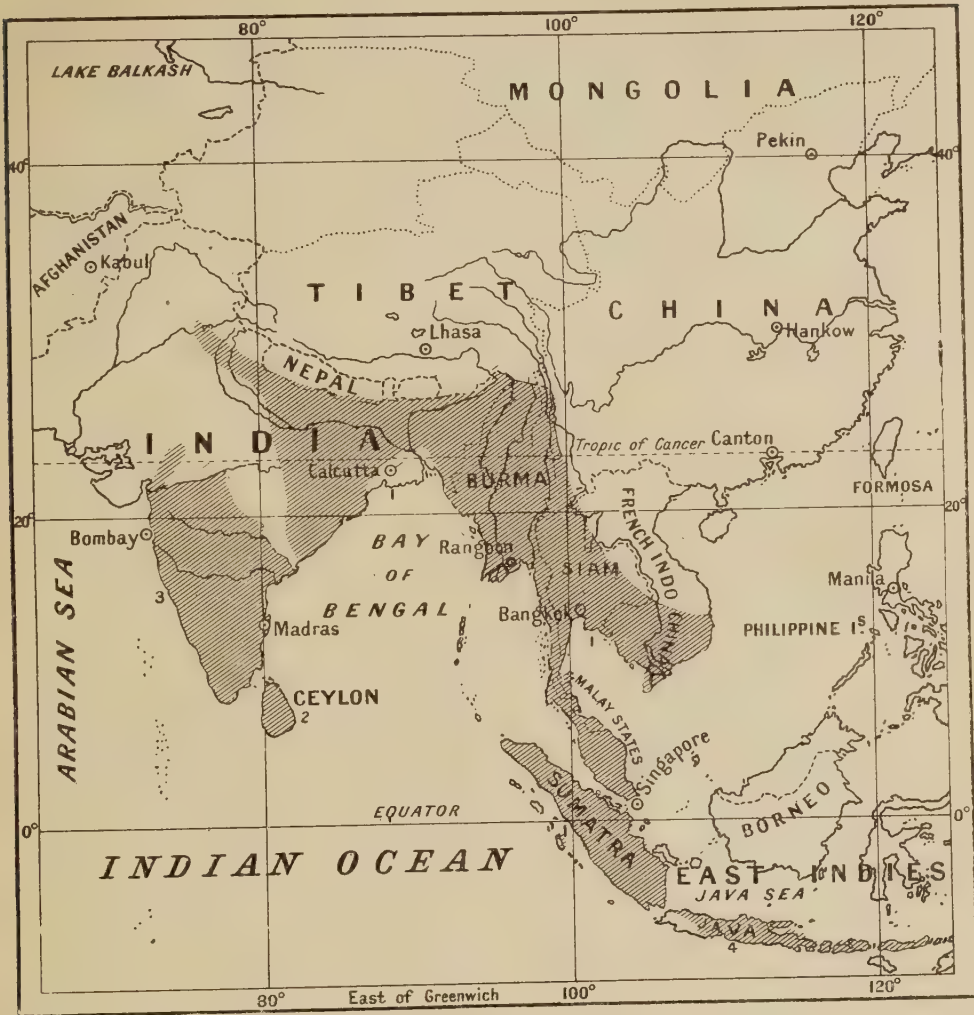 80° 100° 120°
LAKE BALKASH
MONGOLIA
Pekin
40° 40°
AFGHANISTAN
Kabul
TIBET
CHINA
Lhasa
Hankow
NEPAL
INDIA
Tropic of Cancer
Canton
Calcutta
1
BURMA
FORMOSA
20° 20°
FRENCH INDO CHINA
Bombay
BAY
OF
BENGAL
Rangoon
SIAM
Manila
3
Bangkok
1
Madras
PHILIPPINE Is.
ARABIAN SEA
CEYLON
2
MALAY STATES
Singapore
SUMATRA
1
BORNEO
EQUATOR
0° 0°
INDIAN OCEAN
EAST INDIES
JAVA SEA
JAVA
4
80° East of Greenwich 100° 120°